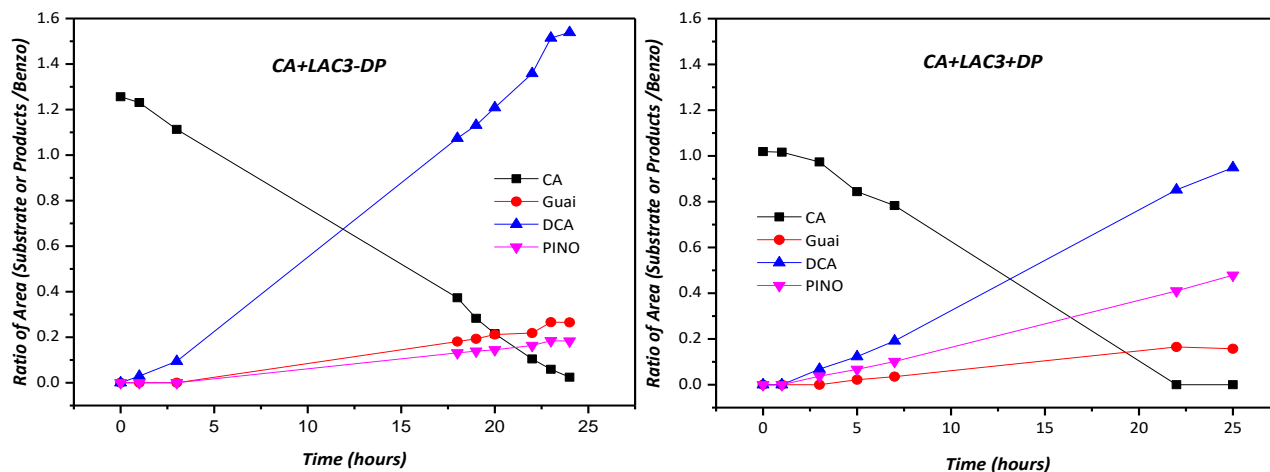 CA+LAC3-DP
Ratio of Area (Substrate or Products /Benzo)
1.6
1.4
1.2
1.0
0.8
0.6
0.4
0.2
0.0
CA
Guai
DCA
PINO
0 5 10 15 20 25
Time (hours)
CA+LAC3+DP
Ratio of Area (Substrate or Products /Benzo)
1.6
1.4
1.2
1.0
0.8
0.6
0.4
0.2
0.0
CA
Guai
DCA
PINO
0 5 10 15 20 25
Time (hours)